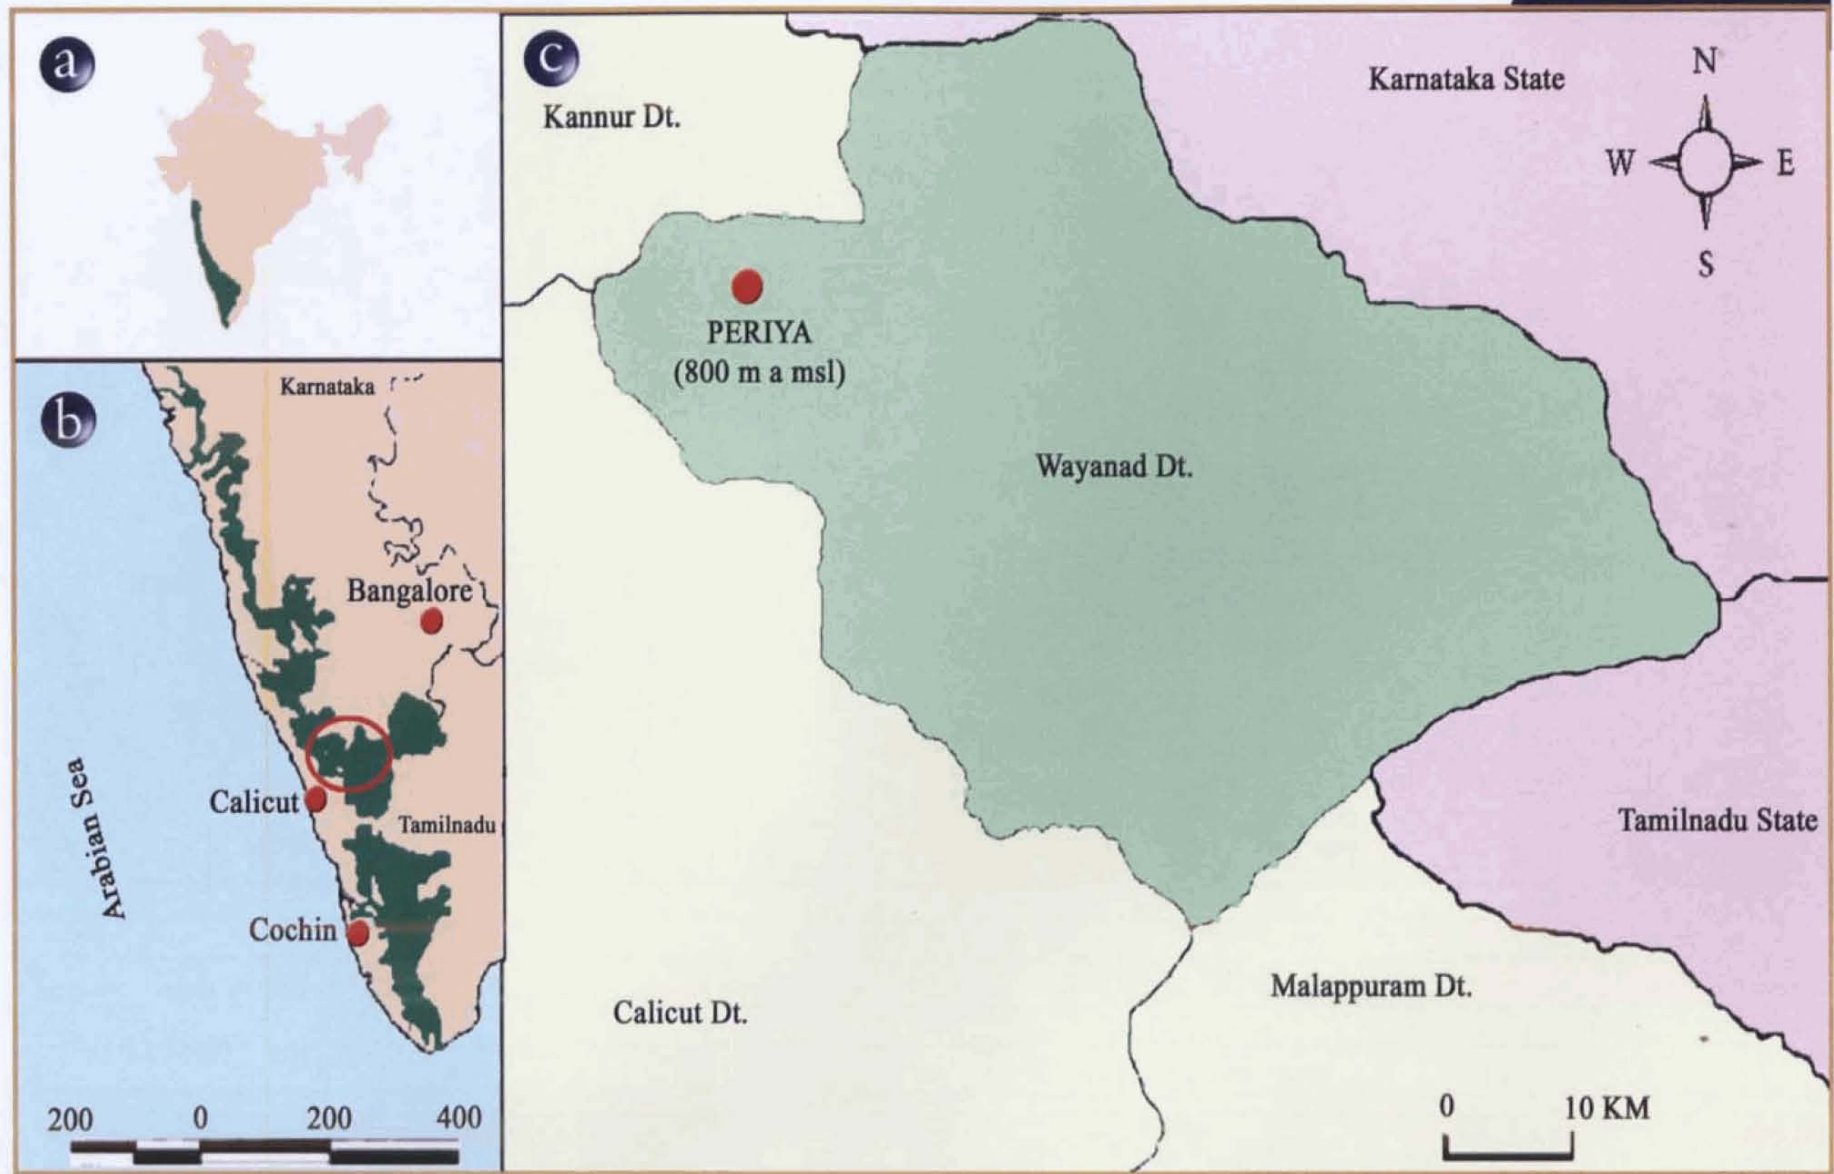 a
b
Karnataka
Bangalore
Calicut
Tamilnadu
Arabian Sea
Cochin
200 0 200 400
c
Kannur Dt.
Karnataka State
N
W E
S
PERIYA
(800 m a msl)
Wayanad Dt.
Tamilnadu State
Malappuram Dt.
Calicut Dt.
0 10 KM